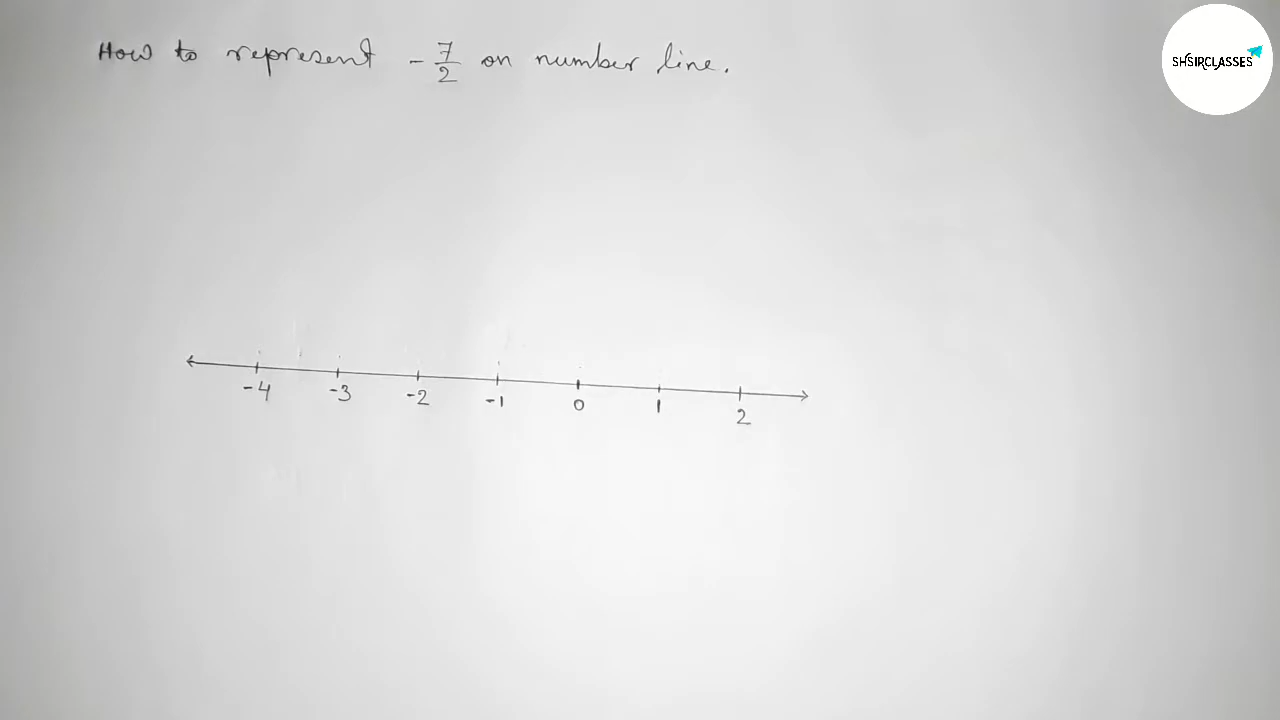 How to represent -7/2 on number line.
SHSIRCLASSES
-4 -3 -2 -1 0 1 2